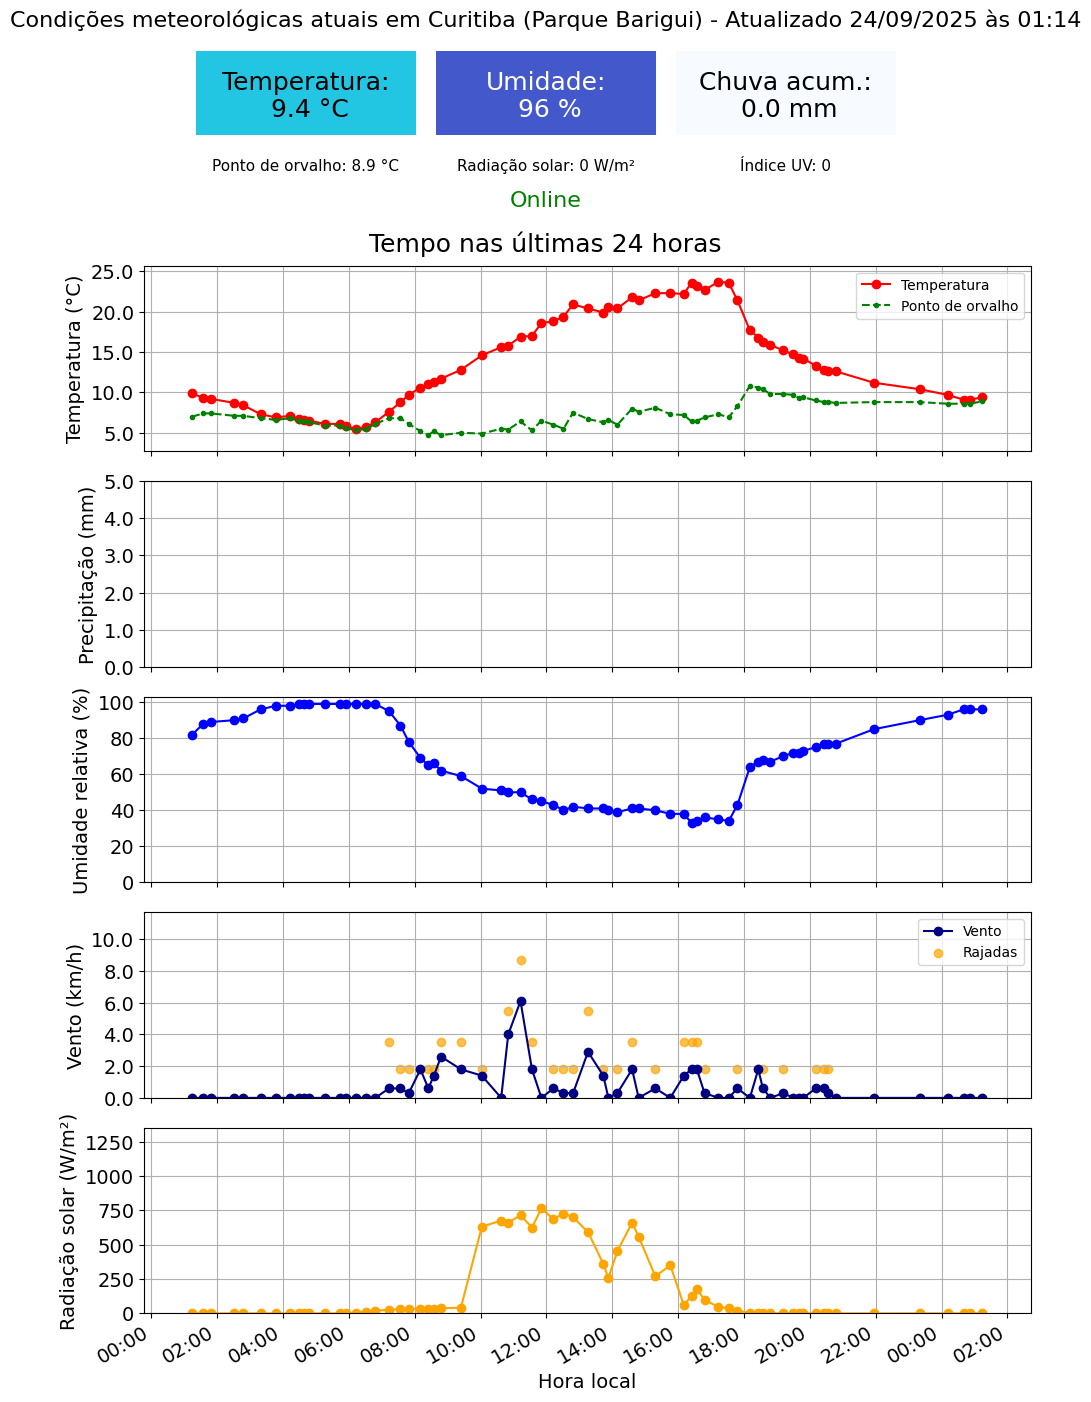 Condições meteorológicas atuais em Curitiba (Parque Barigui) - Atualizado 24/09/2025 às 01:14
Temperatura:
9.4 °C
Umidade:
96 %
Chuva acum.:
0.0 mm
Ponto de orvalho: 8.9 °C
Radiação solar: 0 W/m²
Índice UV: 0
Online
Tempo nas últimas 24 horas
Temperatura (°C)
25.0
20.0
15.0
10.0
5.0
Temperatura
Ponto de orvalho
Precipitação (mm)
5.0
4.0
3.0
2.0
1.0
0.0
Umidade relativa (%)
100
80
60
40
20
0
Vento (km/h)
10.0
8.0
6.0
4.0
2.0
0.0
Vento
Rajadas
Radiação solar (W/m²)
1250
1000
750
500
250
0
00:00
02:00
04:00
06:00
08:00
10:00
12:00
14:00
16:00
18:00
20:00
22:00
00:00
02:00
Hora local